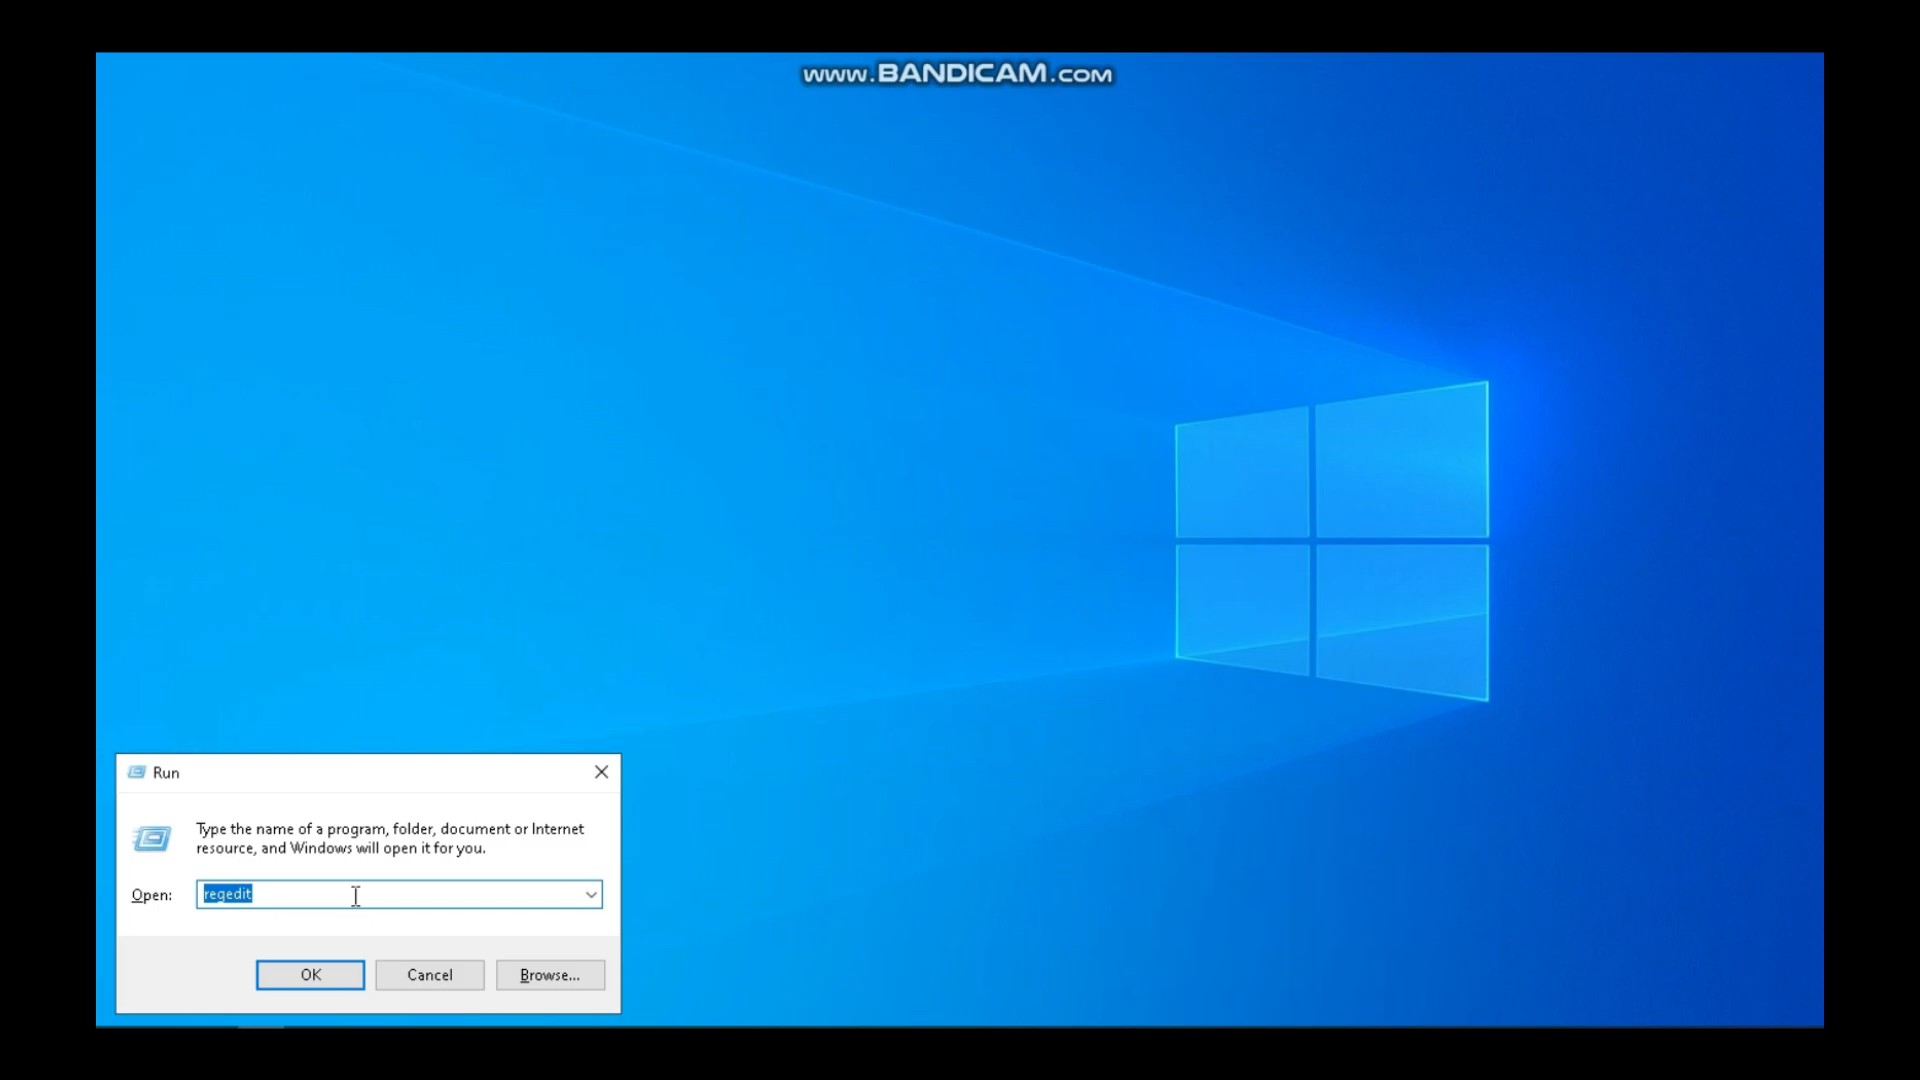 www.BANDICAM.com
Run
Type the name of a program, folder, document or Internet
resource, and Windows will open it for you.
Open: regedit
OK Cancel Browse...